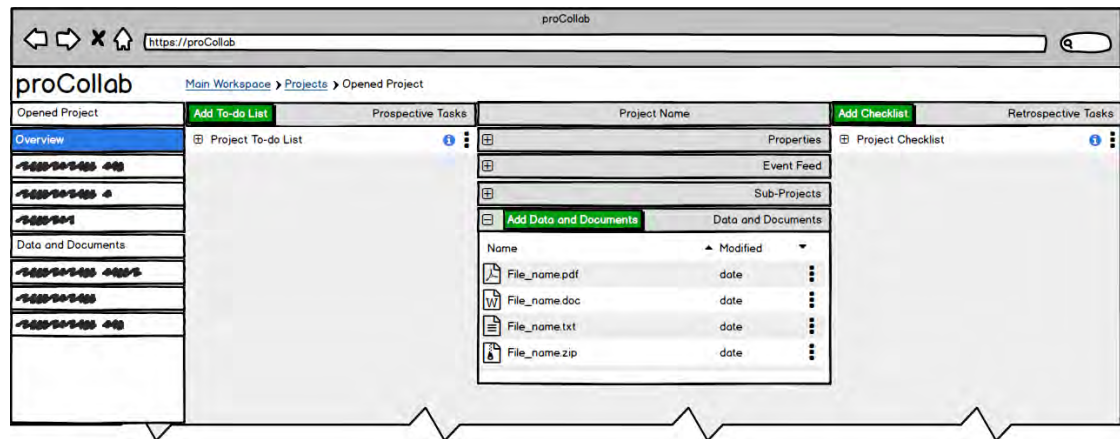 proCollab
https://proCollab
proCollab
Main Workspace ❯ Projects ❯ Opened Project
Opened Project
Add To-do List
Prospective Tasks
Project Name
Add Checklist
Retrospective Tasks
Overview
Project To-do List
Properties
Project Checklist
Event Feed
Sub-Projects
Add Data and Documents
Data and Documents
Data and Documents
Name
Modified
File_name.pdf
date
File_name.doc
date
File_name.txt
date
File_name.zip
date